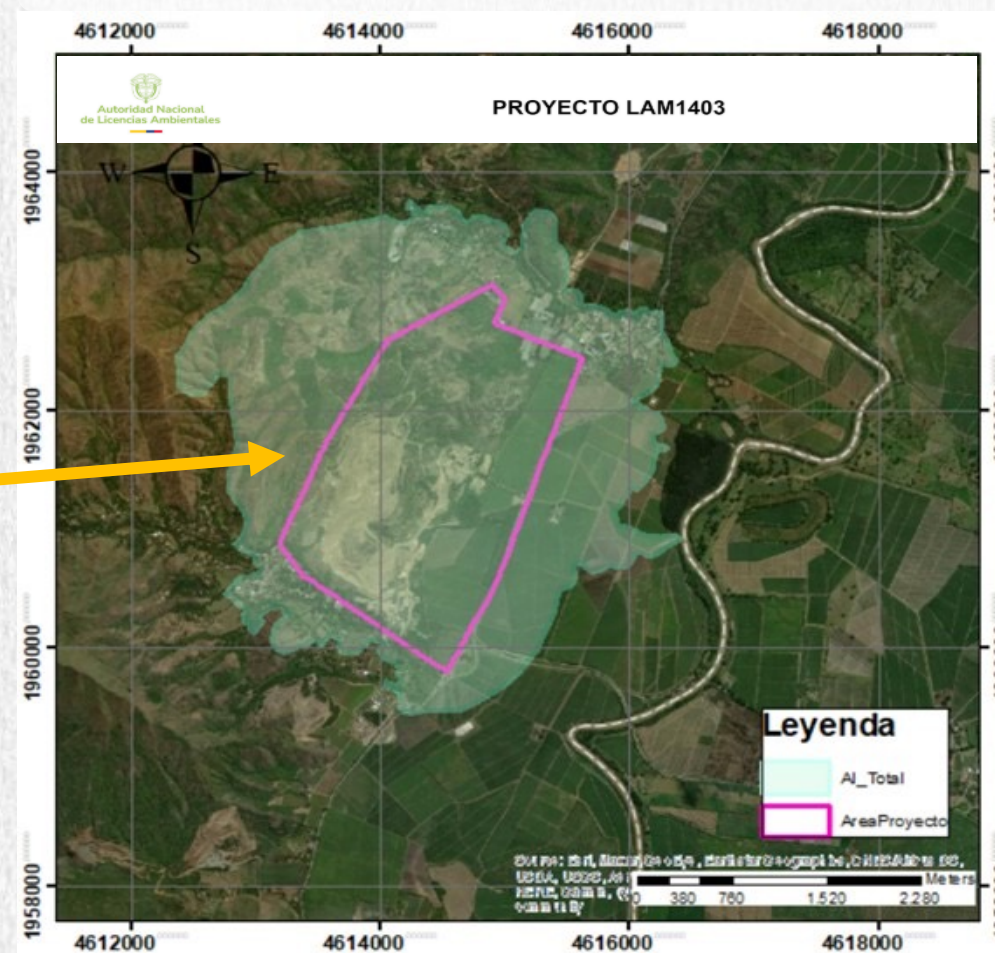 4612000 4614000 4616000 4618000
Autoridad Nacional
de Licencias Ambientales
PROYECTO LAM1403
W E
S
1964000
1962000
1960000
1958000
Leyenda
AI_Total
AreaProyecto
Meters
0 380 760 1.520 2.280
4612000 4614000 4616000 4618000